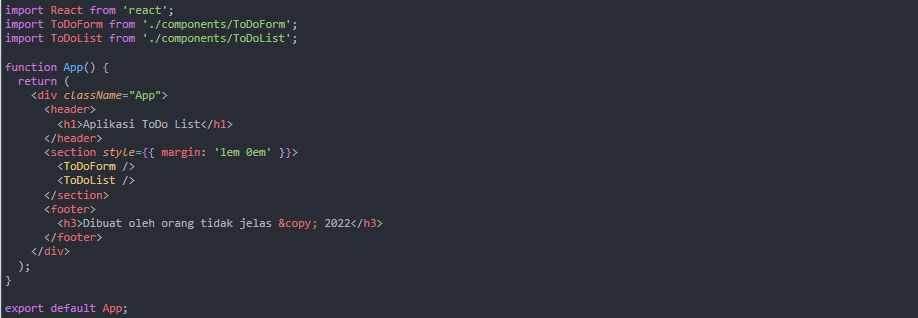 import React from 'react';
import ToDoForm from './components/ToDoForm';
import ToDoList from './components/ToDoList';

function App() {
  return (
    <div className="App">
      <header>
        <h1>Aplikasi ToDo List</h1>
      </header>
      <section style={{ margin: '1em 0em' }}>
        <ToDoForm />
        <ToDoList />
      </section>
      <footer>
        <h3>Dibuat oleh orang tidak jelas &copy; 2022</h3>
      </footer>
    </div>
  );
}

export default App;